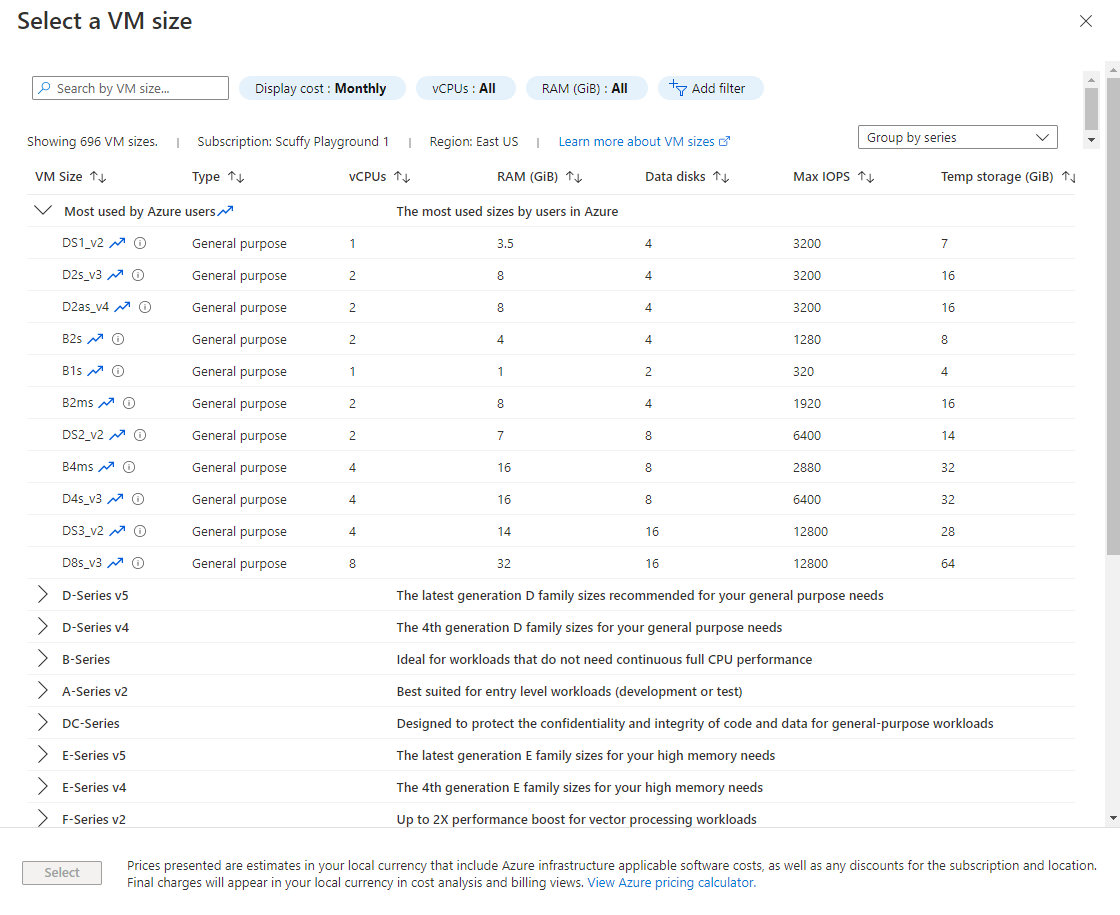 Select a VM size
Search by VM size...
Display cost : Monthly
vCPUs : All
RAM (GiB) : All
Add filter
Showing 696 VM sizes. | Subscription: Scuffy Playground 1 | Region: East US | Learn more about VM sizes
Group by series
VM Size Type vCPUs RAM (GiB) Data disks Max IOPS Temp storage (GiB)
Most used by Azure users The most used sizes by users in Azure
DS1_v2 General purpose 1 3.5 4 3200 7
D2s_v3 General purpose 2 8 4 3200 16
D2as_v4 General purpose 2 8 4 3200 16
B2s General purpose 2 4 4 1280 8
B1s General purpose 1 1 2 320 4
B2ms General purpose 2 8 4 1920 16
DS2_v2 General purpose 2 7 8 6400 14
B4ms General purpose 4 16 8 2880 32
D4s_v3 General purpose 4 16 8 6400 32
DS3_v2 General purpose 4 14 16 12800 28
D8s_v3 General purpose 8 32 16 12800 64
D-Series v5 The latest generation D family sizes recommended for your general purpose needs
D-Series v4 The 4th generation D family sizes for your general purpose needs
B-Series Ideal for workloads that do not need continuous full CPU performance
A-Series v2 Best suited for entry level workloads (development or test)
DC-Series Designed to protect the confidentiality and integrity of code and data for general-purpose workloads
E-Series v5 The latest generation E family sizes for your high memory needs
E-Series v4 The 4th generation E family sizes for your high memory needs
F-Series v2 Up to 2X performance boost for vector processing workloads
Select
Prices presented are estimates in your local currency that include Azure infrastructure applicable software costs, as well as any discounts for the subscription and location.
Final charges will appear in your local currency in cost analysis and billing views. View Azure pricing calculator.